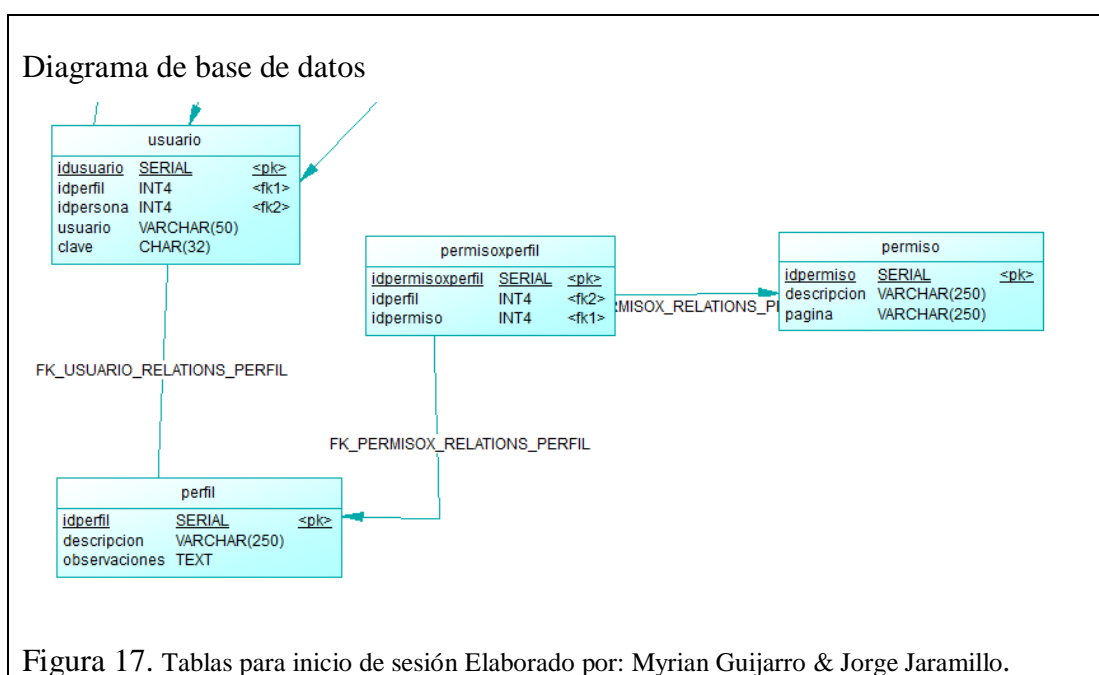 Diagrama de base de datos
usuario
idusuario SERIAL <pk>
idperfil INT4 <fk1>
idpersona INT4 <fk2>
usuario VARCHAR(50)
clave CHAR(32)
permisoxperfil
idpermisoxperfil SERIAL <pk>
idperfil INT4 <fk2>
idpermiso INT4 <fk1>
permiso
idpermiso SERIAL <pk>
descripcion VARCHAR(250)
pagina VARCHAR(250)
MISOX_RELATIONS_P
FK_USUARIO_RELATIONS_PERFIL
FK_PERMISOX_RELATIONS_PERFIL
perfil
idperfil SERIAL <pk>
descripcion VARCHAR(250)
observaciones TEXT
Figura 17. Tablas para inicio de sesión Elaborado por: Myrian Guijarro & Jorge Jaramillo.